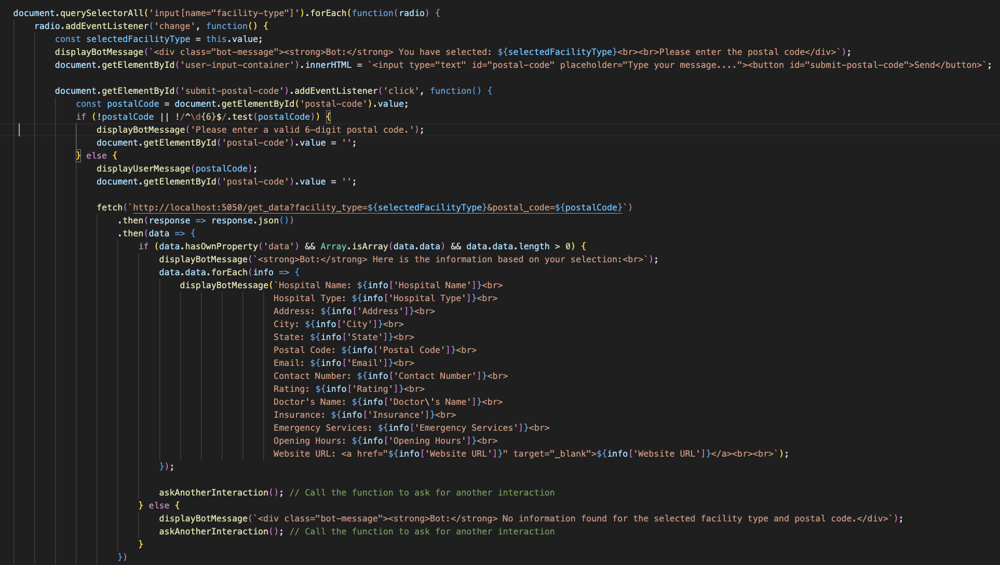 document.querySelectorAll('input[name="facility-type"]').forEach(function(radio) {
    radio.addEventListener('change', function() {
        const selectedFacilityType = this.value;
        displayBotMessage(`<div class="bot-message"><strong>Bot:</strong> You have selected: ${selectedFacilityType}<br><br>Please enter the postal code</div>`);
        document.getElementById('user-input-container').innerHTML = `<input type="text" id="postal-code" placeholder="Type your message...."><button id="submit-postal-code">Send</button>`;

        document.getElementById('submit-postal-code').addEventListener('click', function() {
            const postalCode = document.getElementById('postal-code').value;
            if (!postalCode || !/^\d{6}$/.test(postalCode)) {
                displayBotMessage('Please enter a valid 6-digit postal code.');
                document.getElementById('postal-code').value = '';
            } else {
                displayUserMessage(postalCode);
                document.getElementById('postal-code').value = '';

                fetch(`http://localhost:5050/get_data?facility_type=${selectedFacilityType}&postal_code=${postalCode}`)
                    .then(response => response.json())
                    .then(data => {
                        if (data.hasOwnProperty('data') && Array.isArray(data.data) && data.data.length > 0) {
                            displayBotMessage(`<strong>Bot:</strong> Here is the information based on your selection:<br>`);
                            data.data.forEach(info => {
                                displayBotMessage(`Hospital Name: ${info['Hospital Name']}<br>
                                                  Hospital Type: ${info['Hospital Type']}<br>
                                                  Address: ${info['Address']}<br>
                                                  City: ${info['City']}<br>
                                                  State: ${info['State']}<br>
                                                  Postal Code: ${info['Postal Code']}<br>
                                                  Email: ${info['Email']}<br>
                                                  Contact Number: ${info['Contact Number']}<br>
                                                  Rating: ${info['Rating']}<br>
                                                  Doctor's Name: ${info['Doctor\'s Name']}<br>
                                                  Insurance: ${info['Insurance']}<br>
                                                  Emergency Services: ${info['Emergency Services']}<br>
                                                  Opening Hours: ${info['Opening Hours']}<br>
                                                  Website URL: <a href="${info['Website URL']}" target="_blank">${info['Website URL']}</a><br><br>`);
                            });

                            askAnotherInteraction(); // Call the function to ask for another interaction
                        } else {
                            displayBotMessage(`<div class="bot-message"><strong>Bot:</strong> No information found for the selected facility type and postal code.</div>`);
                            askAnotherInteraction(); // Call the function to ask for another interaction
                        }
                    })